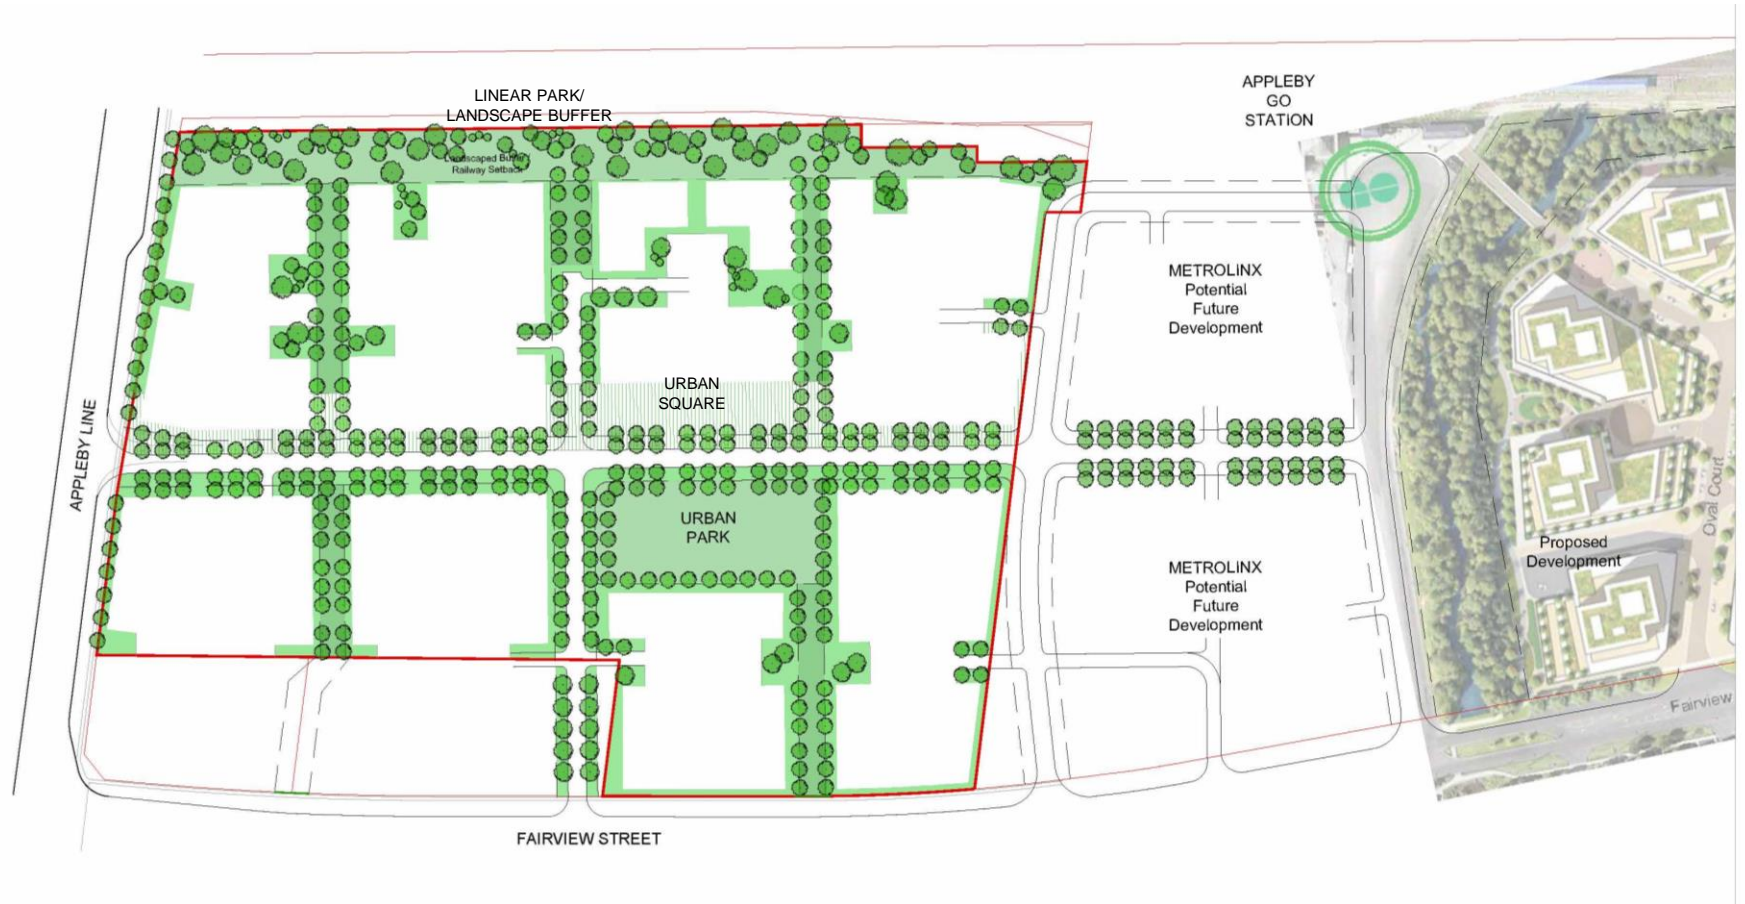 LINEAR PARK/
LANDSCAPE BUFFER
Landscaped Buffer
Railway Setback
APPLEBY
GO
STATION
METROLINX
Potential
Future
Development
URBAN
SQUARE
APPLEBY LINE
URBAN
PARK
METROLINX
Potential
Future
Development
Oval Court
Proposed
Development
Fairview
FAIRVIEW STREET